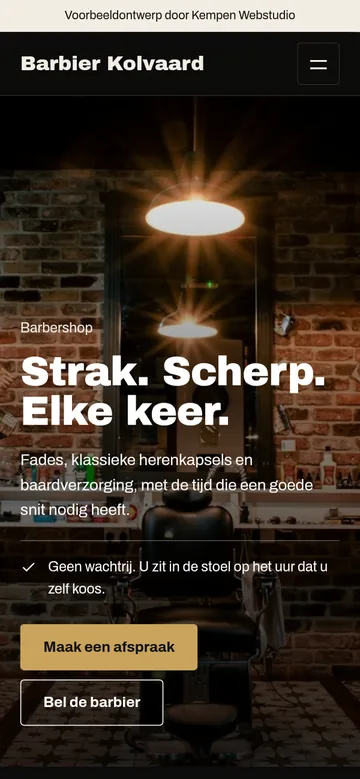 Voorbeeldontwerp door Kempen Webstudio
Barbier Kolvaard
Barbershop
Strak. Scherp.
Elke keer.
Fades, klassieke herenkapsels en
baardverzorging, met de tijd die een goede
snit nodig heeft.
Geen wachtrij. U zit in de stoel op het uur dat u
zelf koos.
Maak een afspraak
Bel de barbier